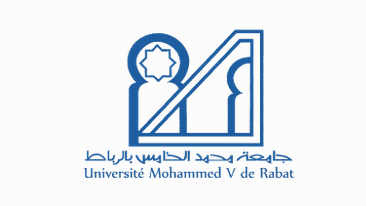 جامعة محمد الخامس بالرباط
Université Mohammed V de Rabat